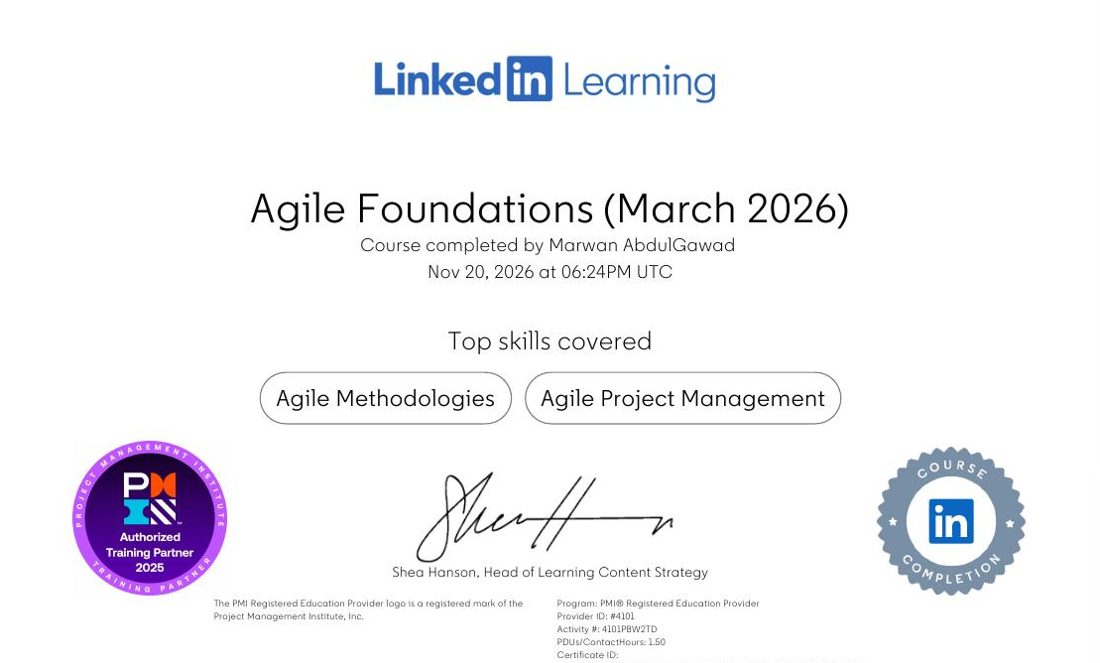 Linkedin Learning
Agile Foundations (March 2026)
Course completed by Marwan AbdulGawad
Nov 20, 2026 at 06:24PM UTC
Top skills covered
Agile Methodologies
Agile Project Management
PROJECT MANAGEMENT INSTITUTE
PM
Authorized
Training Partner
2025
TRAINING PARTNER
Shea Hanson, Head of Learning Content Strategy
COURSE
in
COMPLETION
The PMI Registered Education Provider logo is a registered mark of the
Project Management Institute, Inc.
Program: PMI® Registered Education Provider
Provider ID: #4101
Activity #: 4101PBW2TD
PDUs/ContactHours: 1.50
Certificate ID: